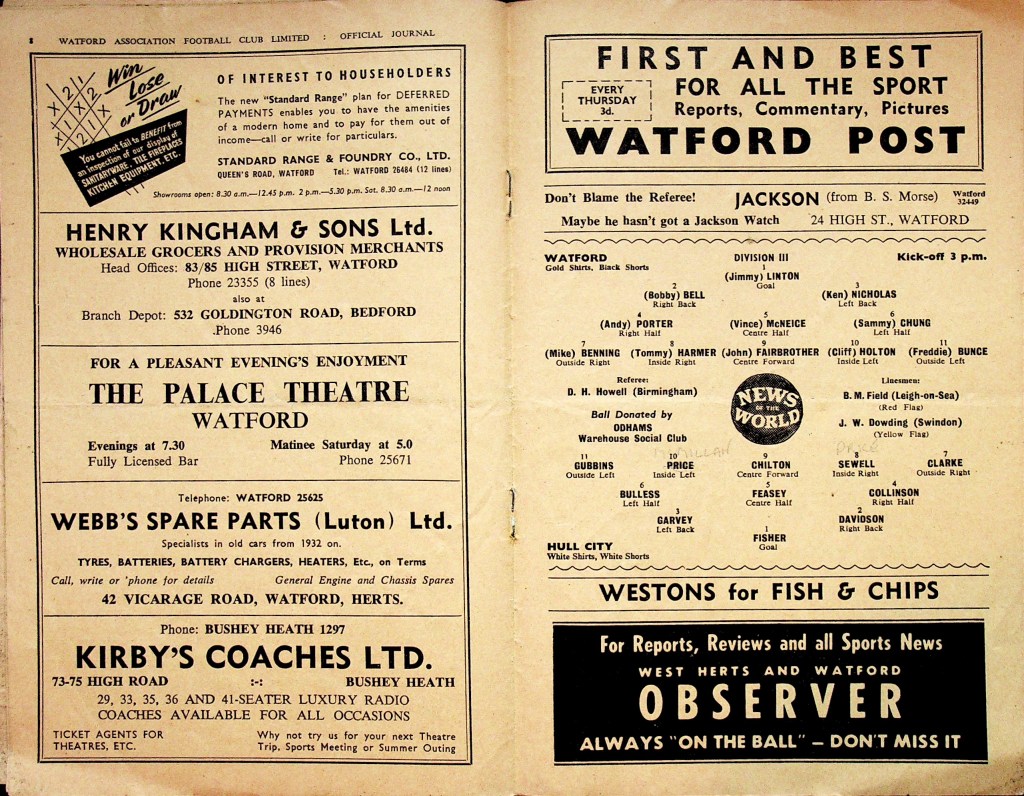 8 WATFORD ASSOCIATION FOOTBALL CLUB LIMITED : OFFICIAL JOURNAL
Win
Lose
or Draw
You cannot fail to BENEFIT from
an inspection of our display of
SANITARYWARE, TILE FIREPLACES
KITCHEN EQUIPMENT, ETC.
OF INTEREST TO HOUSEHOLDERS
The new "Standard Range" plan for DEFERRED
PAYMENTS enables you to have the amenities
of a modern home and to pay for them out of
income—call or write for particulars.
STANDARD RANGE & FOUNDRY CO., LTD.
QUEEN'S ROAD, WATFORD Tel.: WATFORD 26484 (12 lines)
Showrooms open: 8.30 a.m.—12.45 p.m. 2 p.m.—5.30 p.m. Sat. 8.30 a.m.—12 noon
HENRY KINGHAM & SONS Ltd.
WHOLESALE GROCERS AND PROVISION MERCHANTS
Head Offices: 83/85 HIGH STREET, WATFORD
Phone 23355 (8 lines)
also at
Branch Depot: 532 GOLDINGTON ROAD, BEDFORD
.Phone 3946
FOR A PLEASANT EVENING'S ENJOYMENT
THE PALACE THEATRE
WATFORD
Evenings at 7.30 Matinee Saturday at 5.0
Fully Licensed Bar Phone 25671
Telephone: WATFORD 25625
WEBB'S SPARE PARTS (Luton) Ltd.
Specialists in old cars from 1932 on.
TYRES, BATTERIES, BATTERY CHARGERS, HEATERS, Etc., on Terms
Call, write or 'phone for details General Engine and Chassis Spares
42 VICARAGE ROAD, WATFORD, HERTS.
Phone: BUSHEY HEATH 1297
KIRBY'S COACHES LTD.
73-75 HIGH ROAD :-: BUSHEY HEATH
29, 33, 35, 36 AND 41-SEATER LUXURY RADIO
COACHES AVAILABLE FOR ALL OCCASIONS
TICKET AGENTS FOR
THEATRES, ETC.
Why not try us for your next Theatre
Trip, Sports Meeting or Summer Outing
FIRST AND BEST
EVERY
THURSDAY
3d.
FOR ALL THE SPORT
Reports, Commentary, Pictures
WATFORD POST
Don't Blame the Referee! JACKSON (from B. S. Morse) Watford 32449
Maybe he hasn't got a Jackson Watch 24 HIGH ST., WATFORD
WATFORD DIVISION III Kick-off 3 p.m.
Gold Shirts, Black Shorts
1
(Jimmy) LINTON
Goal
2 3
(Bobby) BELL (Ken) NICHOLAS
Right Back Left Back
4 5 6
(Andy) PORTER (Vince) McNEICE (Sammy) CHUNG
Right Half Centre Half Left Half
7 8 9 10 11
(Mike) BENNING (Tommy) HARMER (John) FAIRBROTHER (Cliff) HOLTON (Freddie) BUNCE
Outside Right Inside Right Centre Forward Inside Left Outside Left
Referee:
D. H. Howell (Birmingham)
Ball Donated by
ODHAMS
Warehouse Social Club
NEWS
OF THE
WORLD
Linesmen:
B. M. Field (Leigh-on-Sea)
(Red Flag)
J. W. Dowding (Swindon)
(Yellow Flag)
PRICE
11 10 9 8 7
GUBBINS PRICE CHILTON SEWELL CLARKE
Outside Left Inside Left Centre Forward Inside Right Outside Right
6 5 4
BULLESS FEASEY COLLINSON
Left Half Centre Half Right Half
3 2
GARVEY DAVIDSON
Left Back Right Back
1
FISHER
Goal
HULL CITY
White Shirts, White Shorts
WESTONS for FISH & CHIPS
For Reports, Reviews and all Sports News
WEST HERTS AND WATFORD
OBSERVER
ALWAYS "ON THE BALL" – DON'T MISS IT